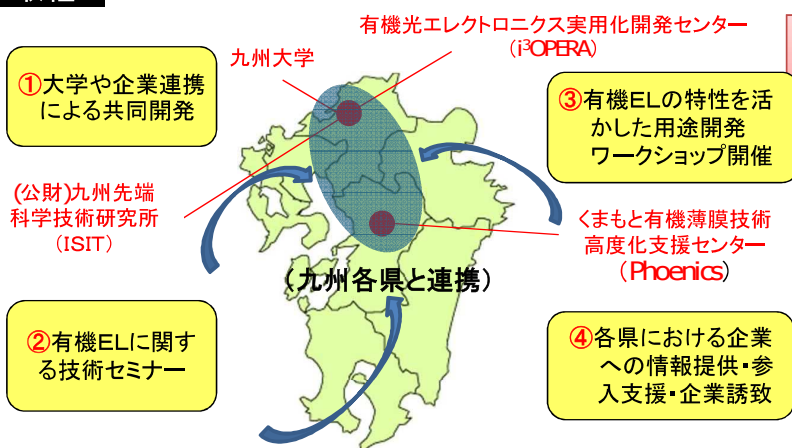 有機光エレクトロニクス実用化開発センター
（i³OPERA）
九州大学
①大学や企業連携
による共同開発
③有機ELの特性を活
かした用途開発
ワークショップ開催
(公財)九州先端
科学技術研究所
（ISIT）
くまもと有機薄膜技術
高度化支援センター
（Phoenics）
（九州各県と連携）
②有機ELに関す
る技術セミナー
④各県における企業
への情報提供・参
入支援・企業誘致